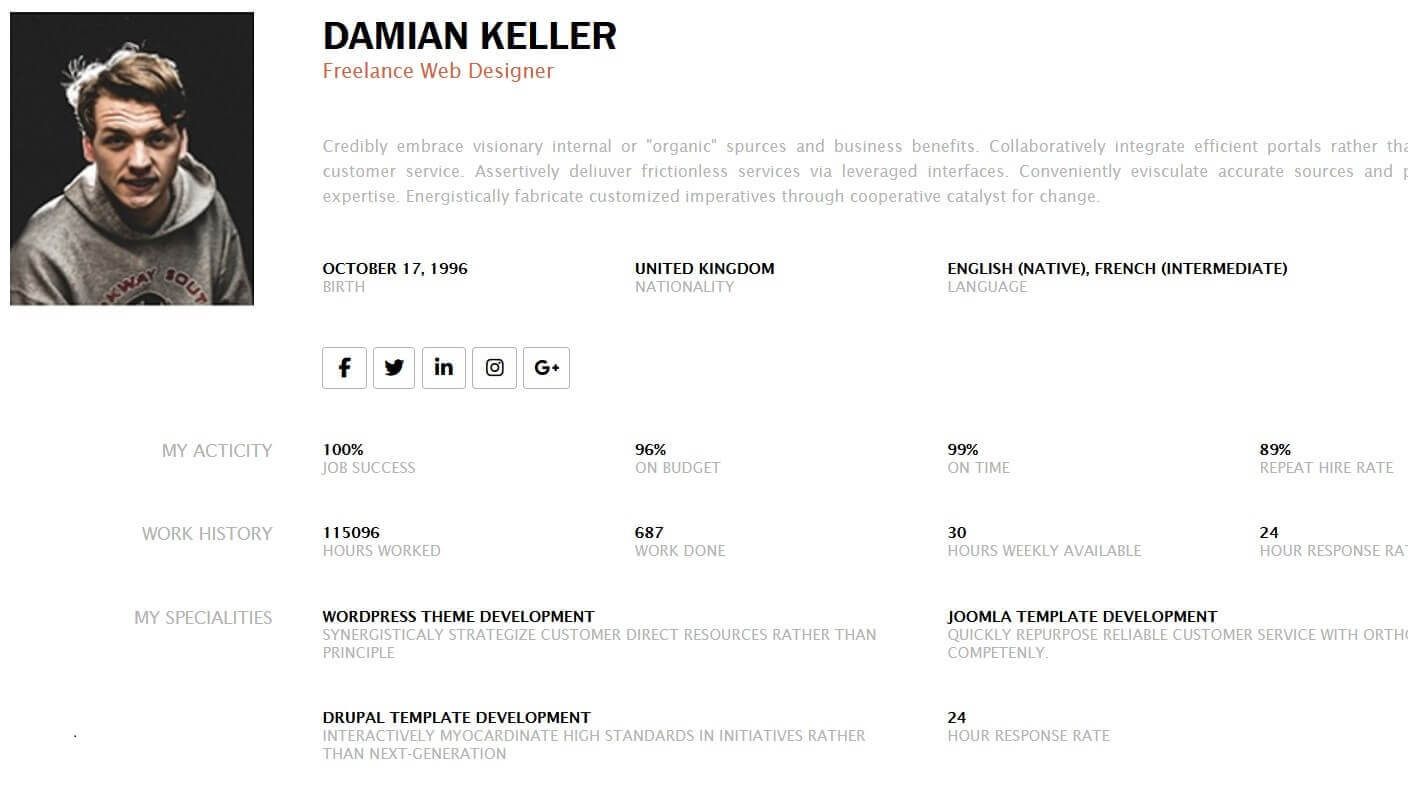 DAMIAN KELLER
Freelance Web Designer
Credibly embrace visionary internal or "organic" spurces and business benefits. Collaboratively integrate efficient portals rather tha
customer service. Assertively deliuver frictionless services via leveraged interfaces. Conveniently evisculate accurate sources and p
expertise. Energistically fabricate customized imperatives through cooperative catalyst for change.
OCTOBER 17, 1996 UNITED KINGDOM ENGLISH (NATIVE), FRENCH (INTERMEDIATE)
BIRTH NATIONALITY LANGUAGE
MY ACTICITY 100% 96% 99% 89%
JOB SUCCESS ON BUDGET ON TIME REPEAT HIRE RATE
WORK HISTORY 115096 687 30 24
HOURS WORKED WORK DONE HOURS WEEKLY AVAILABLE HOUR RESPONSE RAT
MY SPECIALITIES WORDPRESS THEME DEVELOPMENT JOOMLA TEMPLATE DEVELOPMENT
SYNERGISTICALY STRATEGIZE CUSTOMER DIRECT RESOURCES RATHER THAN QUICKLY REPURPOSE RELIABLE CUSTOMER SERVICE WITH ORTHO
PRINCIPLE COMPETENLY.
DRUPAL TEMPLATE DEVELOPMENT 24
INTERACTIVELY MYOCARDINATE HIGH STANDARDS IN INITIATIVES RATHER HOUR RESPONSE RATE
THAN NEXT-GENERATION